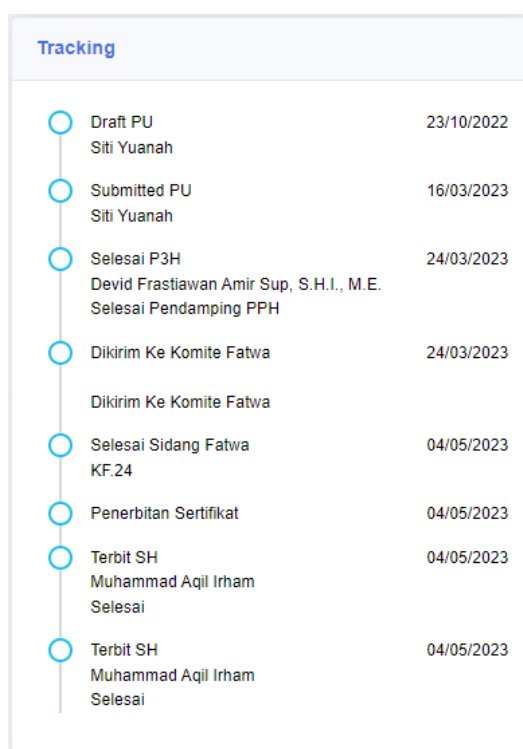 Tracking
Draft PU 23/10/2022
Siti Yuanah
Submitted PU 16/03/2023
Siti Yuanah
Selesai P3H 24/03/2023
Devid Frastiawan Amir Sup, S.H.I., M.E.
Selesai Pendamping PPH
Dikirim Ke Komite Fatwa 24/03/2023
Dikirim Ke Komite Fatwa
Selesai Sidang Fatwa 04/05/2023
KF.24
Penerbitan Sertifikat 04/05/2023
Terbit SH 04/05/2023
Muhammad Aqil Irham
Selesai
Terbit SH 04/05/2023
Muhammad Aqil Irham
Selesai